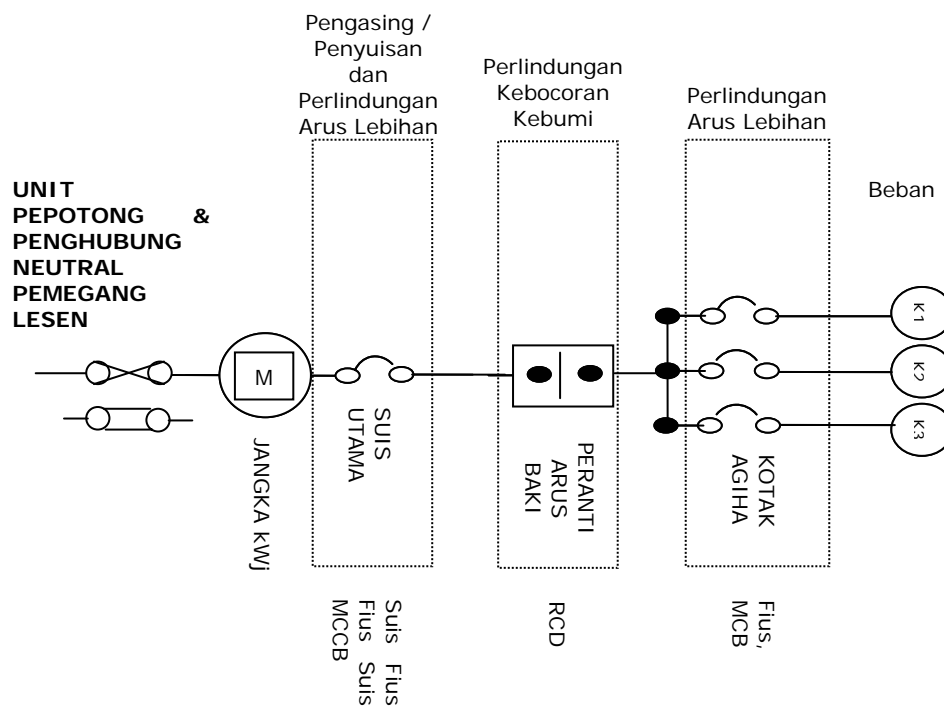 Pengasing /
Penyuisan
dan
Perlindungan
Arus Lebihan
Perlindungan
Kebocoran
Kebumi
Perlindungan
Arus Lebihan
UNIT
PEPOTONG &
PENGHUBUNG
NEUTRAL
PEMEGANG
LESEN
Beban
M
K1
K2
K3
JANGKA kWj
SUIS
UTAMA
PERANTI
ARUS
BAKI
KOTAK
AGIHA
Suis Fius
Fius Suis
MCCB
RCD
Fius,
MCB